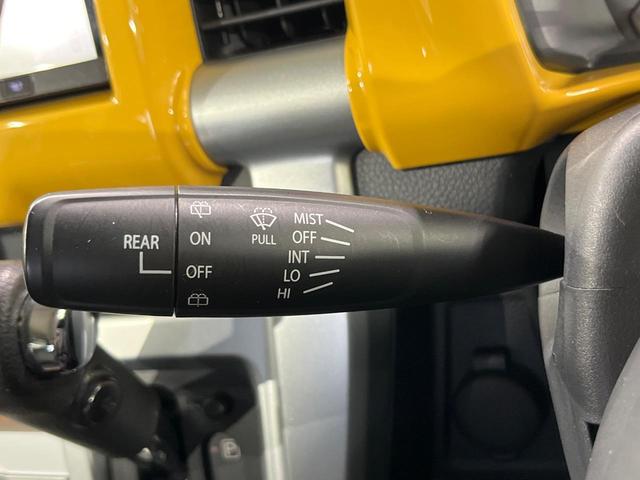 REAR
ON
OFF
PULL
MIST
OFF
INT
LO
HI